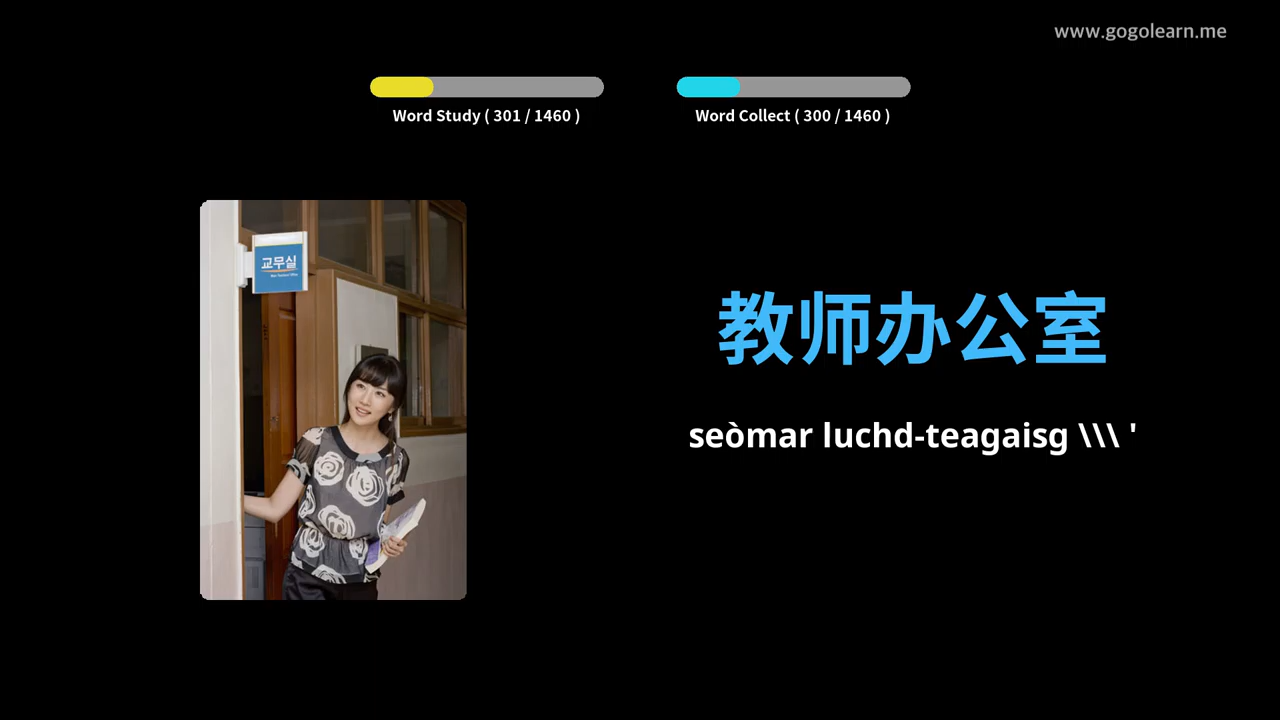 www.gogolearn.me
Word Study ( 301 / 1460 )
Word Collect ( 300 / 1460 )
교무실
教师办公室
seòmar luchd-teagaisg \\\ '